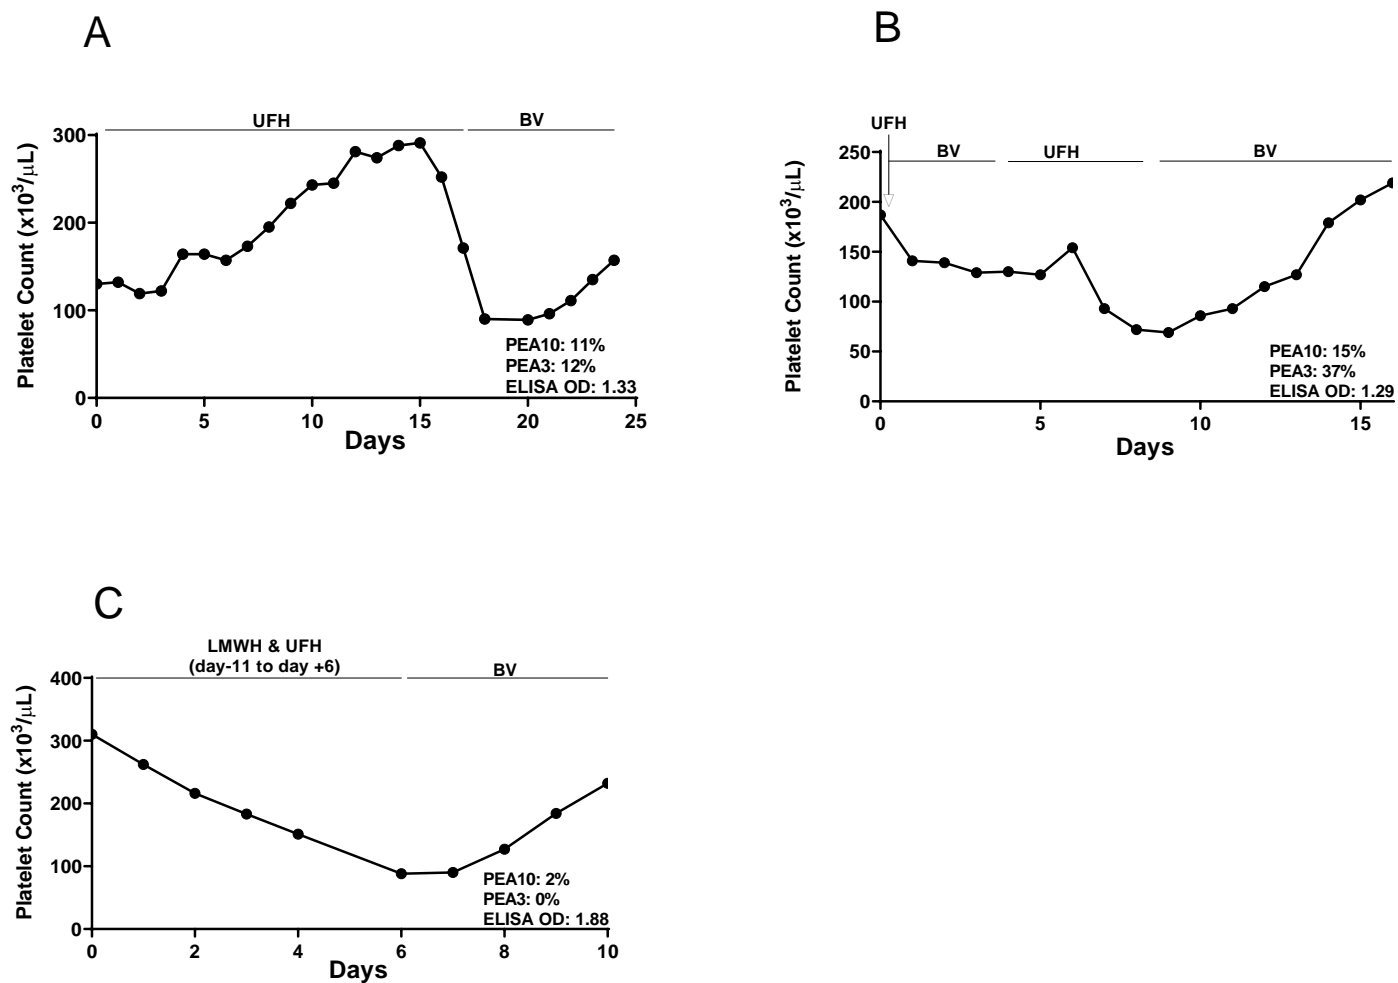 A
UFH
BV
300
200
100
0
0
5
10
15
20
25
Platelet Count (x10³/μL)
Days
PEA10: 11%
PEA3: 12%
ELISA OD: 1.33
B
UFH
BV
UFH
BV
250
200
150
100
50
0
0
5
10
15
Platelet Count (x10³/μL)
Days
PEA10: 15%
PEA3: 37%
ELISA OD: 1.29
C
LMWH & UFH
(day-11 to day +6)
BV
400
300
200
100
0
0
2
4
6
8
10
Platelet Count (x10³/μL)
Days
PEA10: 2%
PEA3: 0%
ELISA OD: 1.88